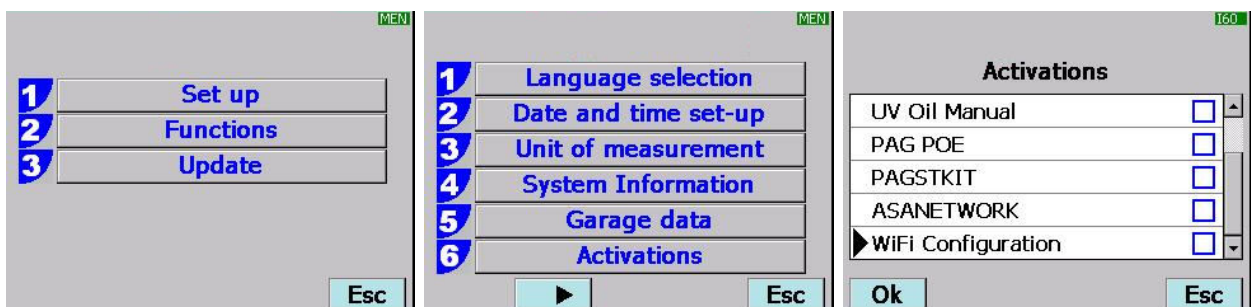 MEN
1 Set up
2 Functions
3 Update
Esc
MEN
1 Language selection
2 Date and time set-up
3 Unit of measurement
4 System Information
5 Garage data
6 Activations
Esc
I60
Activations
UV Oil Manual
PAG POE
PAGSTKIT
ASANETWORK
WiFi Configuration
Ok Esc